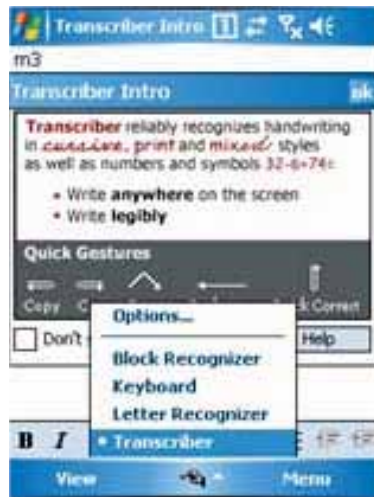 Transcriber Intro
m3
Transcriber Intro ok
Transcriber reliably recognizes handwriting
in cursive, print and mixed styles
as well as numbers and symbols 32-6+74=
• Write anywhere on the screen
• Write legibly
Quick Gestures
Copy
Correct
Options...
Don't
Help
Block Recognizer
Keyboard
Letter Recognizer
B I • Transcriber
View Menu